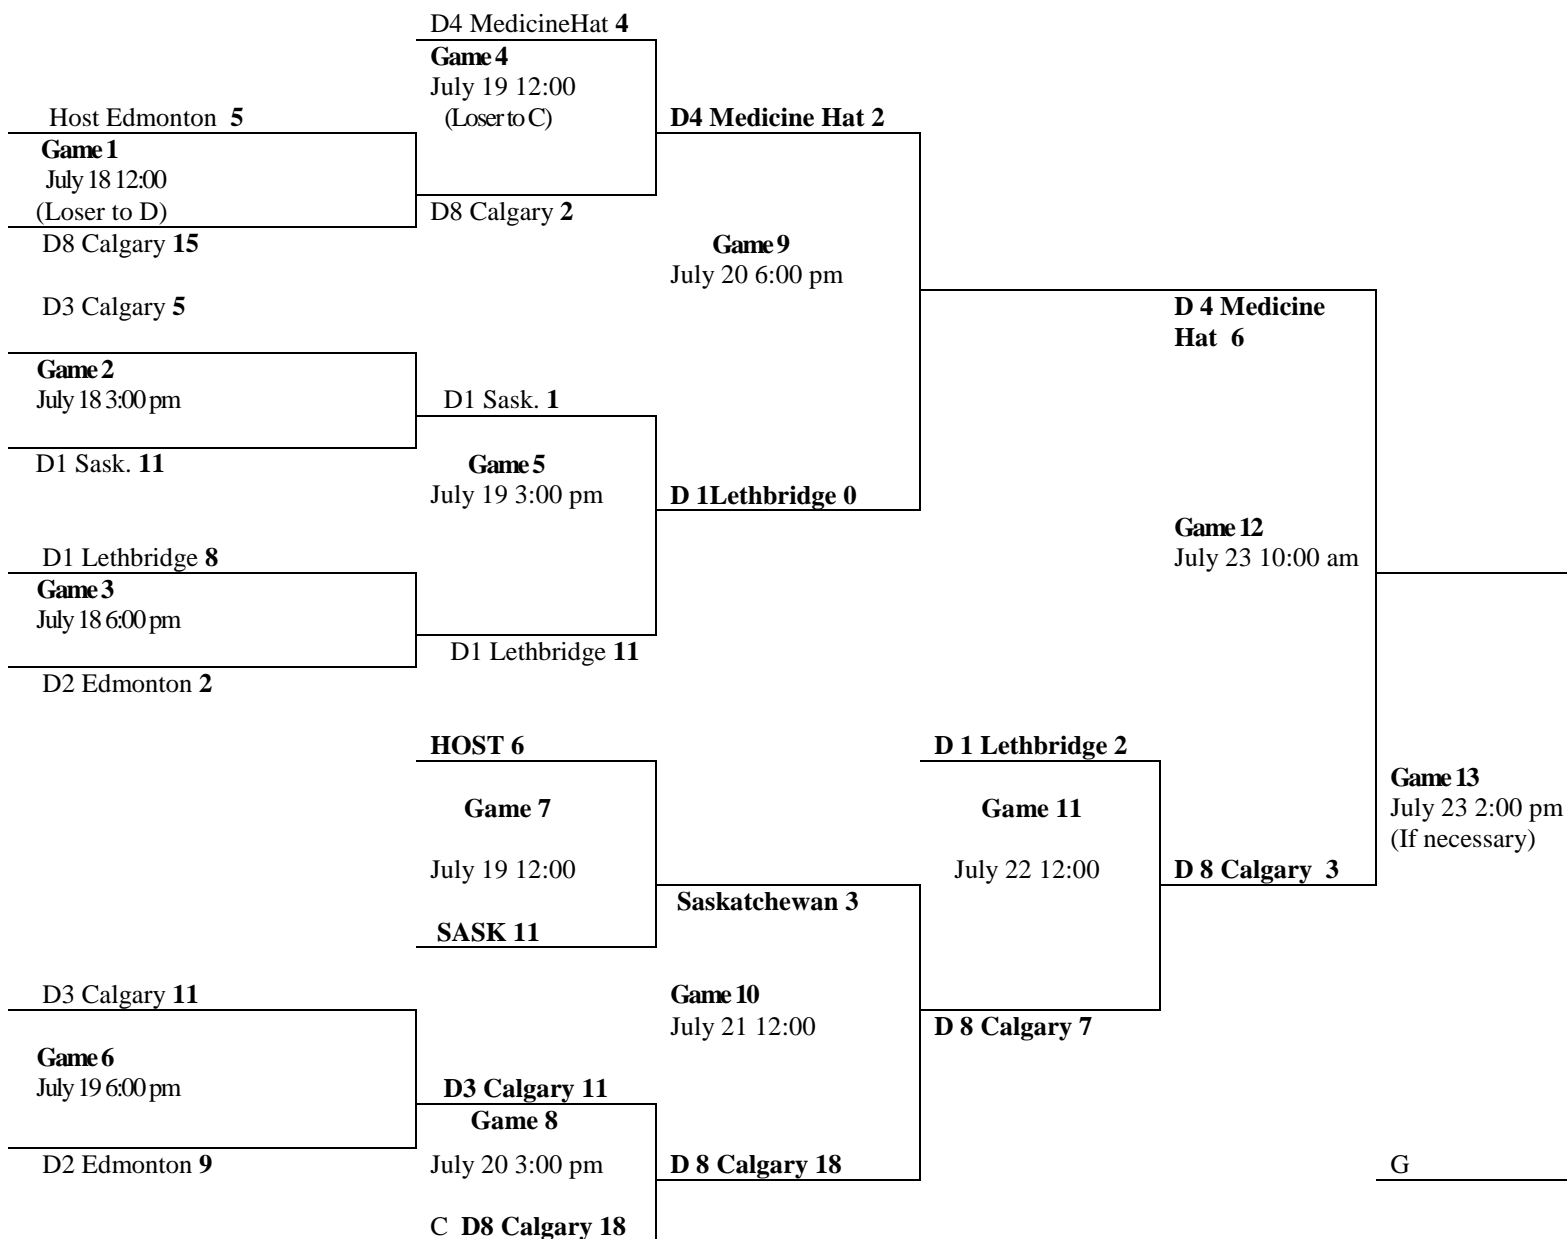 D4 MedicineHat 4
Game 4
July 19 12:00
(Loser to C)
Host Edmonton 5
D4 Medicine Hat 2
Game 1
July 18 12:00
(Loser to D)
D8 Calgary 2
D8 Calgary 15
Game 9
July 20 6:00 pm
D3 Calgary 5
D 4 Medicine
Hat 6
Game 2
July 18 3:00 pm
D1 Sask. 1
D1 Sask. 11
Game 5
July 19 3:00 pm
D 1Lethbridge 0
Game 12
July 23 10:00 am
D1 Lethbridge 8
Game 3
July 18 6:00 pm
D1 Lethbridge 11
D2 Edmonton 2
HOST 6
D 1 Lethbridge 2
Game 13
July 23 2:00 pm
(If necessary)
Game 7
Game 11
July 19 12:00
July 22 12:00
D 8 Calgary 3
Saskatchewan 3
SASK 11
D3 Calgary 11
Game 10
July 21 12:00
D 8 Calgary 7
Game 6
July 19 6:00 pm
D3 Calgary 11
Game 8
D2 Edmonton 9
July 20 3:00 pm
D 8 Calgary 18
G
C D8 Calgary 18